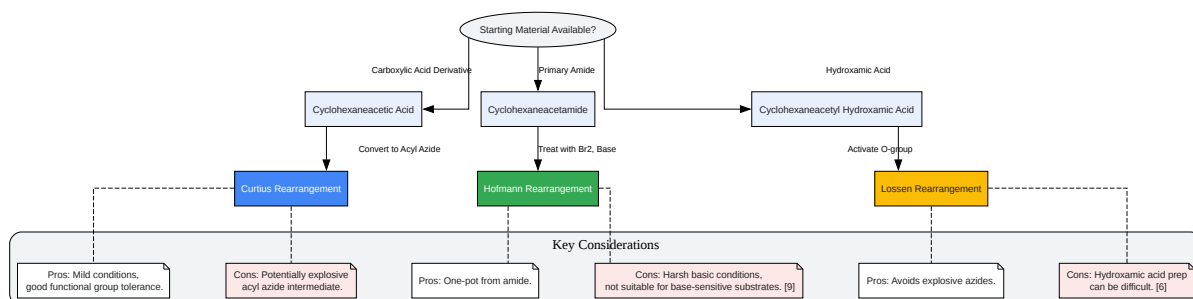 Starting Material Available?
Carboxylic Acid Derivative
Primary Amide
Hydroxamic Acid
Cyclohexaneacetic Acid
Cyclohexaneacetamide
Cyclohexaneacetyl Hydroxamic Acid
Convert to Acyl Azide
Treat with Br2, Base
Activate O-group
Curtius Rearrangement
Hofmann Rearrangement
Lossen Rearrangement
Key Considerations
Pros: Mild conditions,
good functional group tolerance.
Cons: Potentially explosive
acyl azide intermediate.
Pros: One-pot from amide.
Cons: Harsh basic conditions,
not suitable for base-sensitive substrates. [9]
Pros: Avoids explosive azides.
Cons: Hydroxamic acid prep
can be difficult. [6]